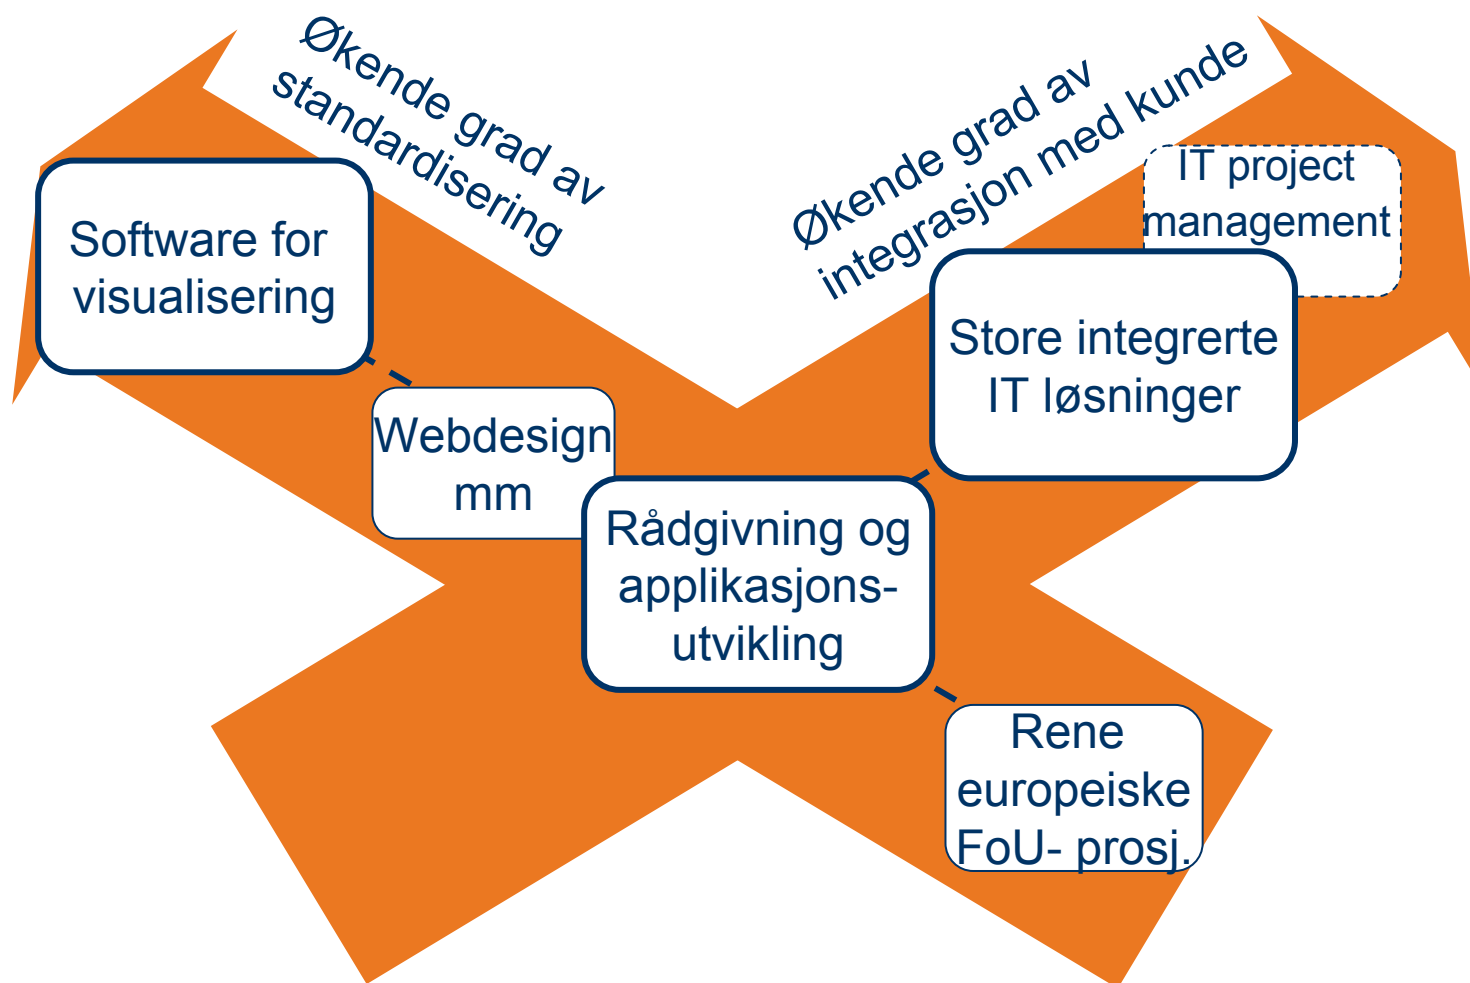 Økende grad av
standardisering
Økende grad av
integrasjon med kunde
IT project
management
Software for
visualisering
Store integrerte
IT løsninger
Webdesign
mm
Rådgivning og
applikasjons-
utvikling
Rene
europeiske
FoU- prosj.